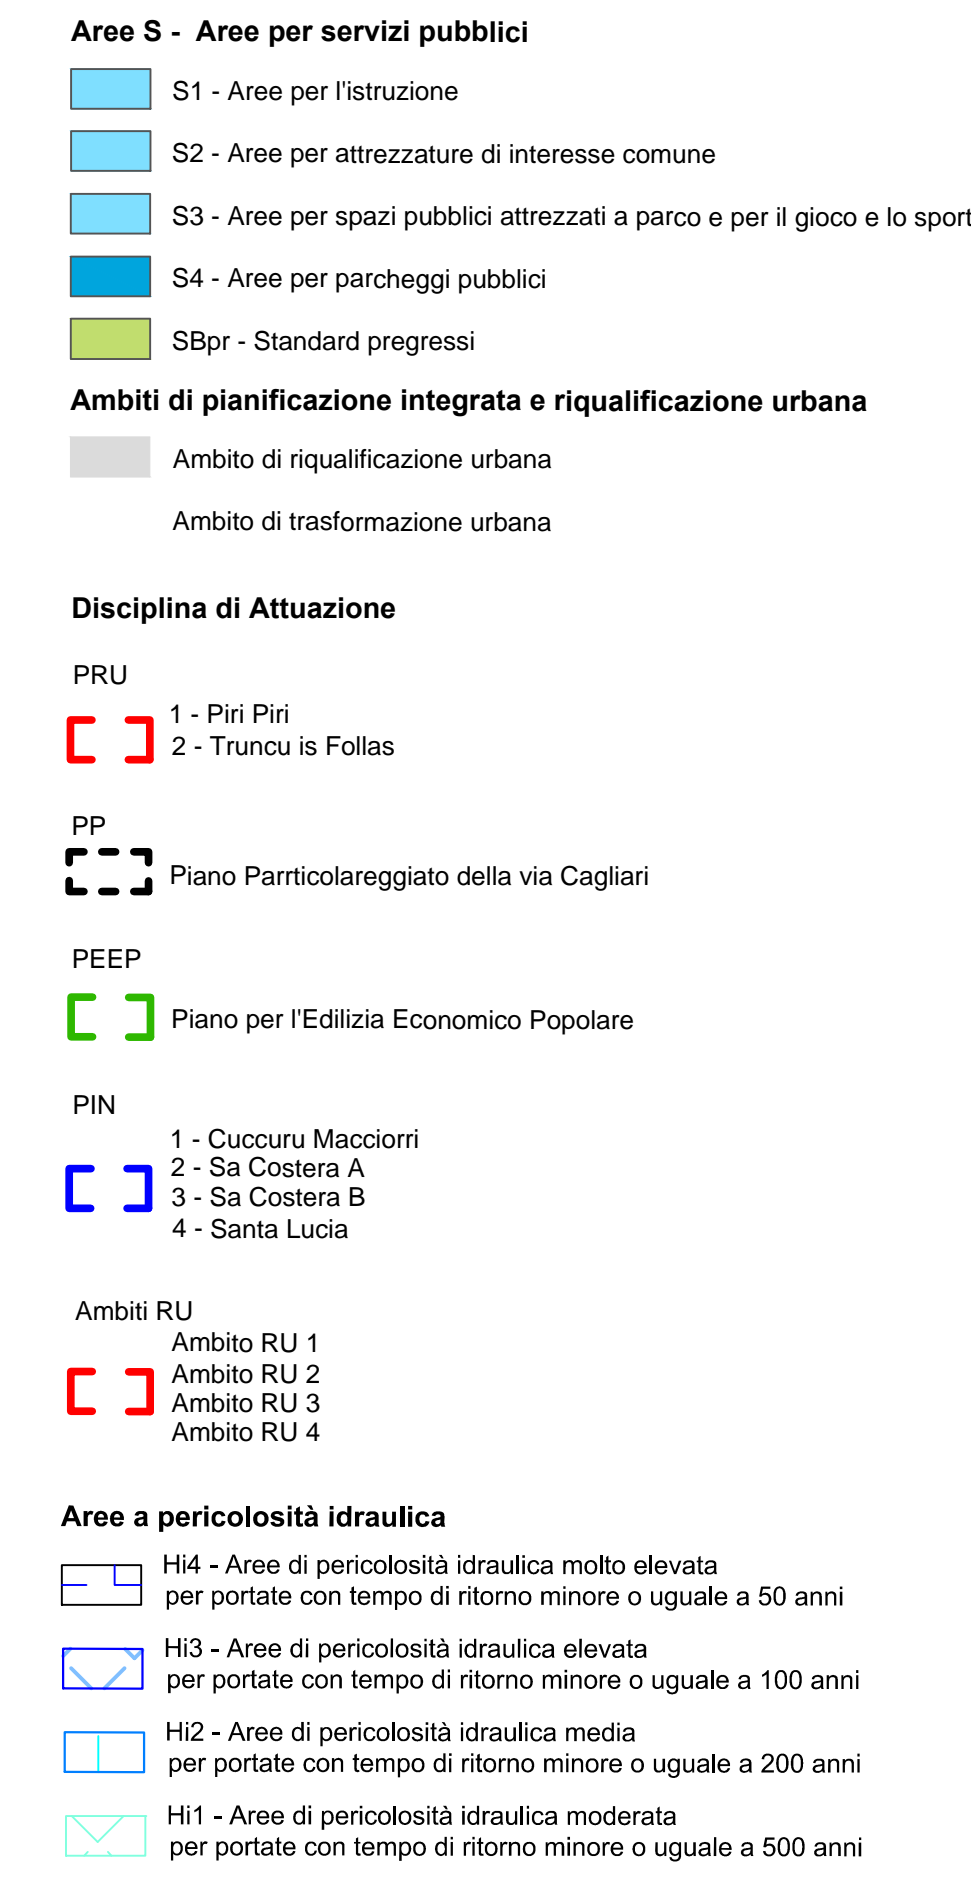 Aree S - Aree per servizi pubblici
S1 - Aree per l'istruzione
S2 - Aree per attrezzature di interesse comune
S3 - Aree per spazi pubblici attrezzati a parco e per il gioco e lo sport
S4 - Aree per parcheggi pubblici
SBpr - Standard pregressi
Ambiti di pianificazione integrata e riqualificazione urbana
Ambito di riqualificazione urbana
Ambito di trasformazione urbana
Disciplina di Attuazione
PRU
1 - Piri Piri
2 - Truncu is Follas
PP
Piano Parrticolareggiato della via Cagliari
PEEP
Piano per l'Edilizia Economico Popolare
PIN
1 - Cuccuru Macciorri
2 - Sa Costera A
3 - Sa Costera B
4 - Santa Lucia
Ambiti RU
Ambito RU 1
Ambito RU 2
Ambito RU 3
Ambito RU 4
Aree a pericolosità idraulica
Hi4 - Aree di pericolosità idraulica molto elevata
per portate con tempo di ritorno minore o uguale a 50 anni
Hi3 - Aree di pericolosità idraulica elevata
per portate con tempo di ritorno minore o uguale a 100 anni
Hi2 - Aree di pericolosità idraulica media
per portate con tempo di ritorno minore o uguale a 200 anni
Hi1 - Aree di pericolosità idraulica moderata
per portate con tempo di ritorno minore o uguale a 500 anni